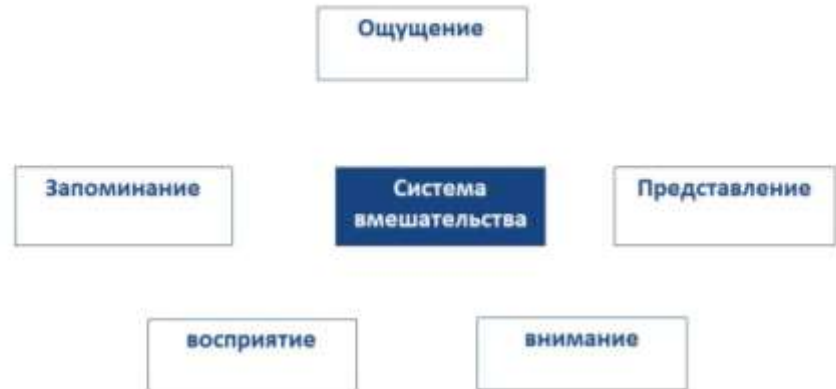 Ощущение
Запоминание
Система
вмешательства
Представление
восприятие
внимание